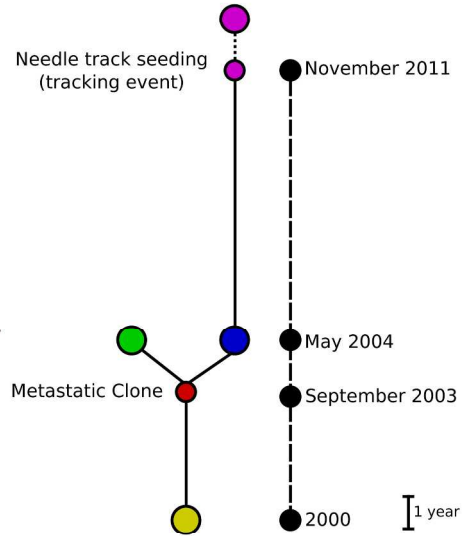 Needle track seeding
(tracking event)
November 2011
May 2004
Metastatic Clone
September 2003
2000
1 year